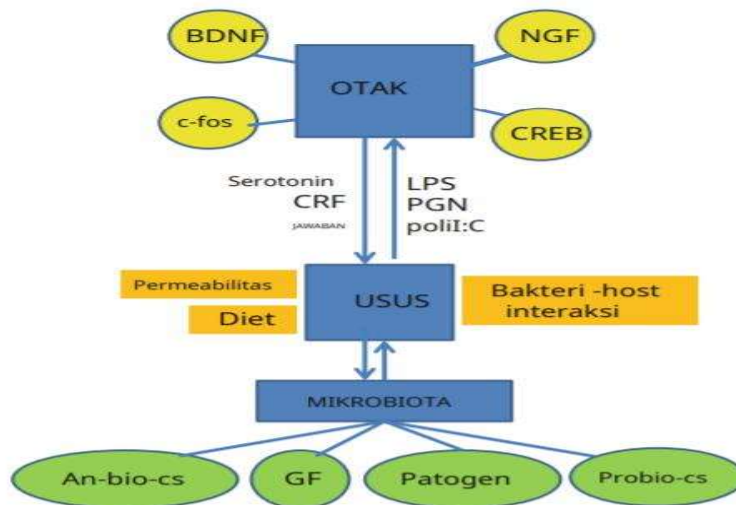 BDNF
NGF
OTAK
c-fos
CREB
Serotonin
CRF
JAWABAN
LPS
PGN
poliI:C
Permeabilitas
Diet
USUS
Bakteri -host
interaksi
MIKROBIOTA
An-bio-cs
GF
Patogen
Probio-cs